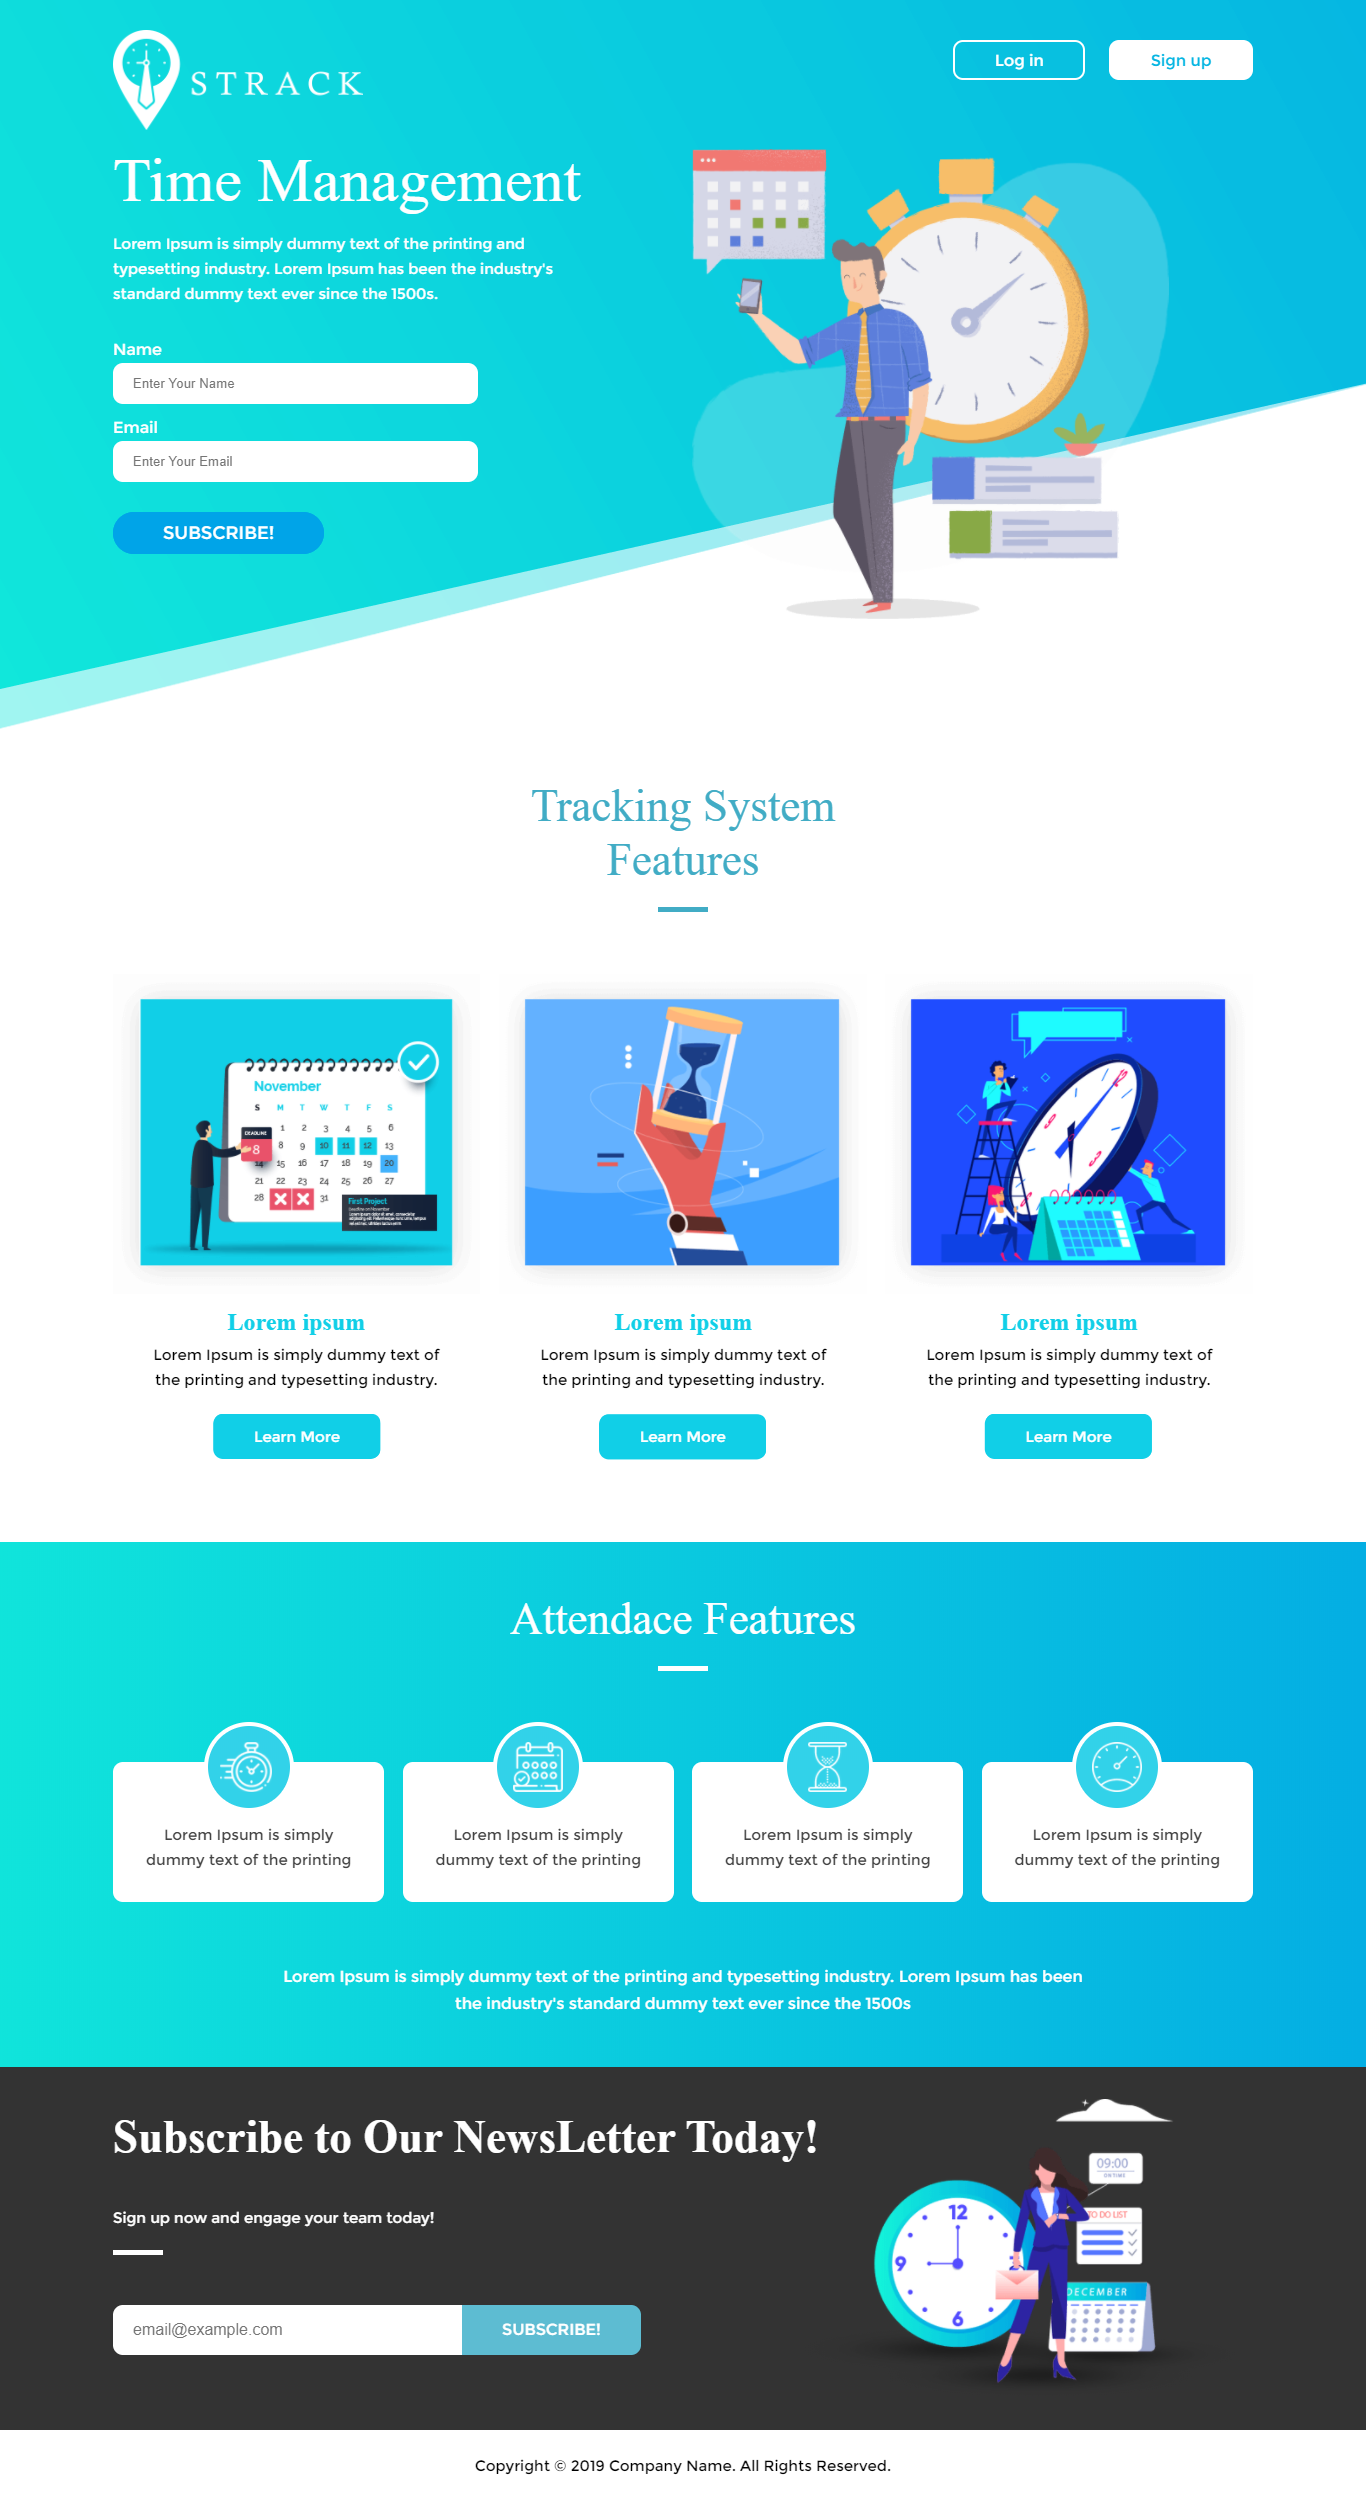 STRACK
Log in
Sign up
Time Management
Lorem Ipsum is simply dummy text of the printing and
typesetting industry. Lorem Ipsum has been the industry's
standard dummy text ever since the 1500s.
Name
Enter Your Name
Email
Enter Your Email
SUBSCRIBE!
Tracking System
Features
November
S M T W T F S
1 2 3 4 5 6
DEADLINE
8
8 9 10 11 12 13
14 15 16 17 18 19 20
21 22 23 24 25 26 27
28 31
First Project
Lorem ipsum
Lorem Ipsum is simply dummy text of
the printing and typesetting industry.
Learn More
Lorem ipsum
Lorem Ipsum is simply dummy text of
the printing and typesetting industry.
Learn More
Lorem ipsum
Lorem Ipsum is simply dummy text of
the printing and typesetting industry.
Learn More
Attendace Features
Lorem Ipsum is simply
dummy text of the printing
Lorem Ipsum is simply
dummy text of the printing
Lorem Ipsum is simply
dummy text of the printing
Lorem Ipsum is simply
dummy text of the printing
Lorem Ipsum is simply dummy text of the printing and typesetting industry. Lorem Ipsum has been
the industry's standard dummy text ever since the 1500s
Subscribe to Our NewsLetter Today!
Sign up now and engage your team today!
email@example.com
SUBSCRIBE!
09:00
ON TIME
TO DO LIST
12
9
6
DECEMBER
Copyright © 2019 Company Name. All Rights Reserved.